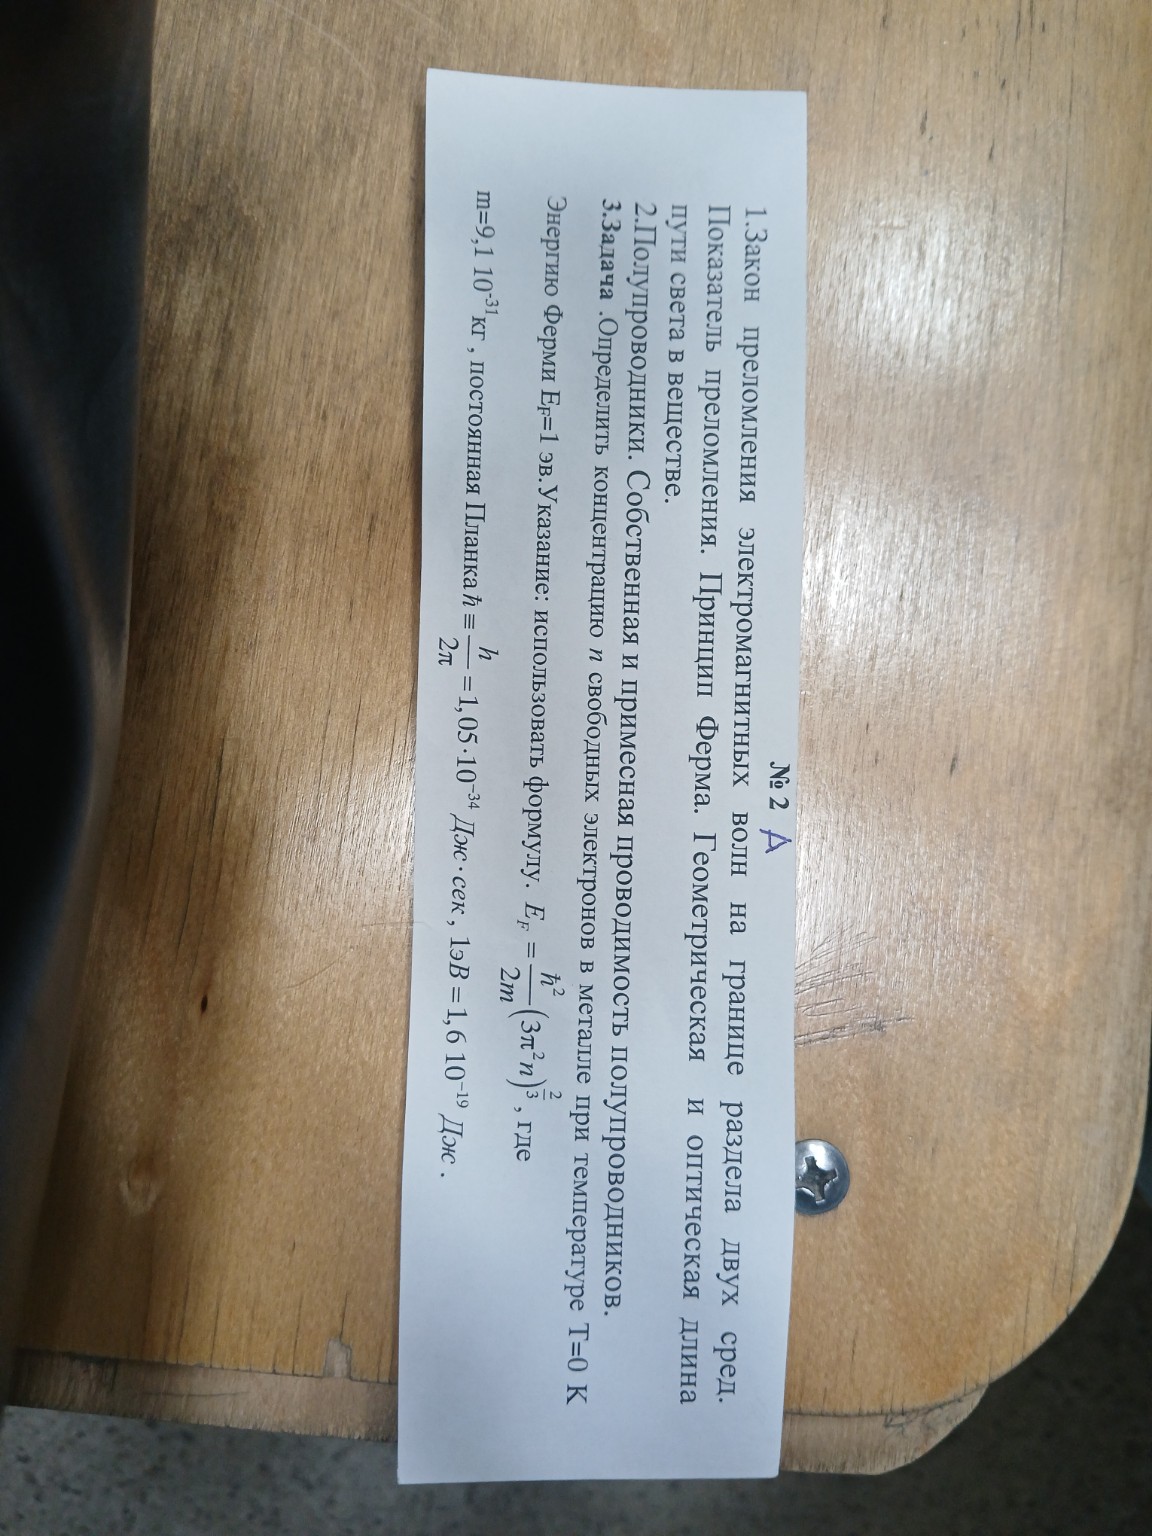 № 2 А
1.Закон преломления электромагнитных волн на границе раздела двух сред.
Показатель преломления. Принцип Ферма. Геометрическая и оптическая длина
пути света в веществе.
2.Полупроводники. Собственная и примесная проводимость полупроводников.
3.Задача .Определить концентрацию n свободных электронов в металле при температуре T=0 K
Энергию Ферми E_F=1 эв.Указание: использовать формулу. E_F = ħ²/2m (3π²n)^(2/3) , где
m=9,1 10⁻³¹кг , постоянная Планка ħ ≡ h/2π =1,05·10⁻³⁴ Дж·сек , 1эВ =1,6 10⁻¹⁹ Дж .